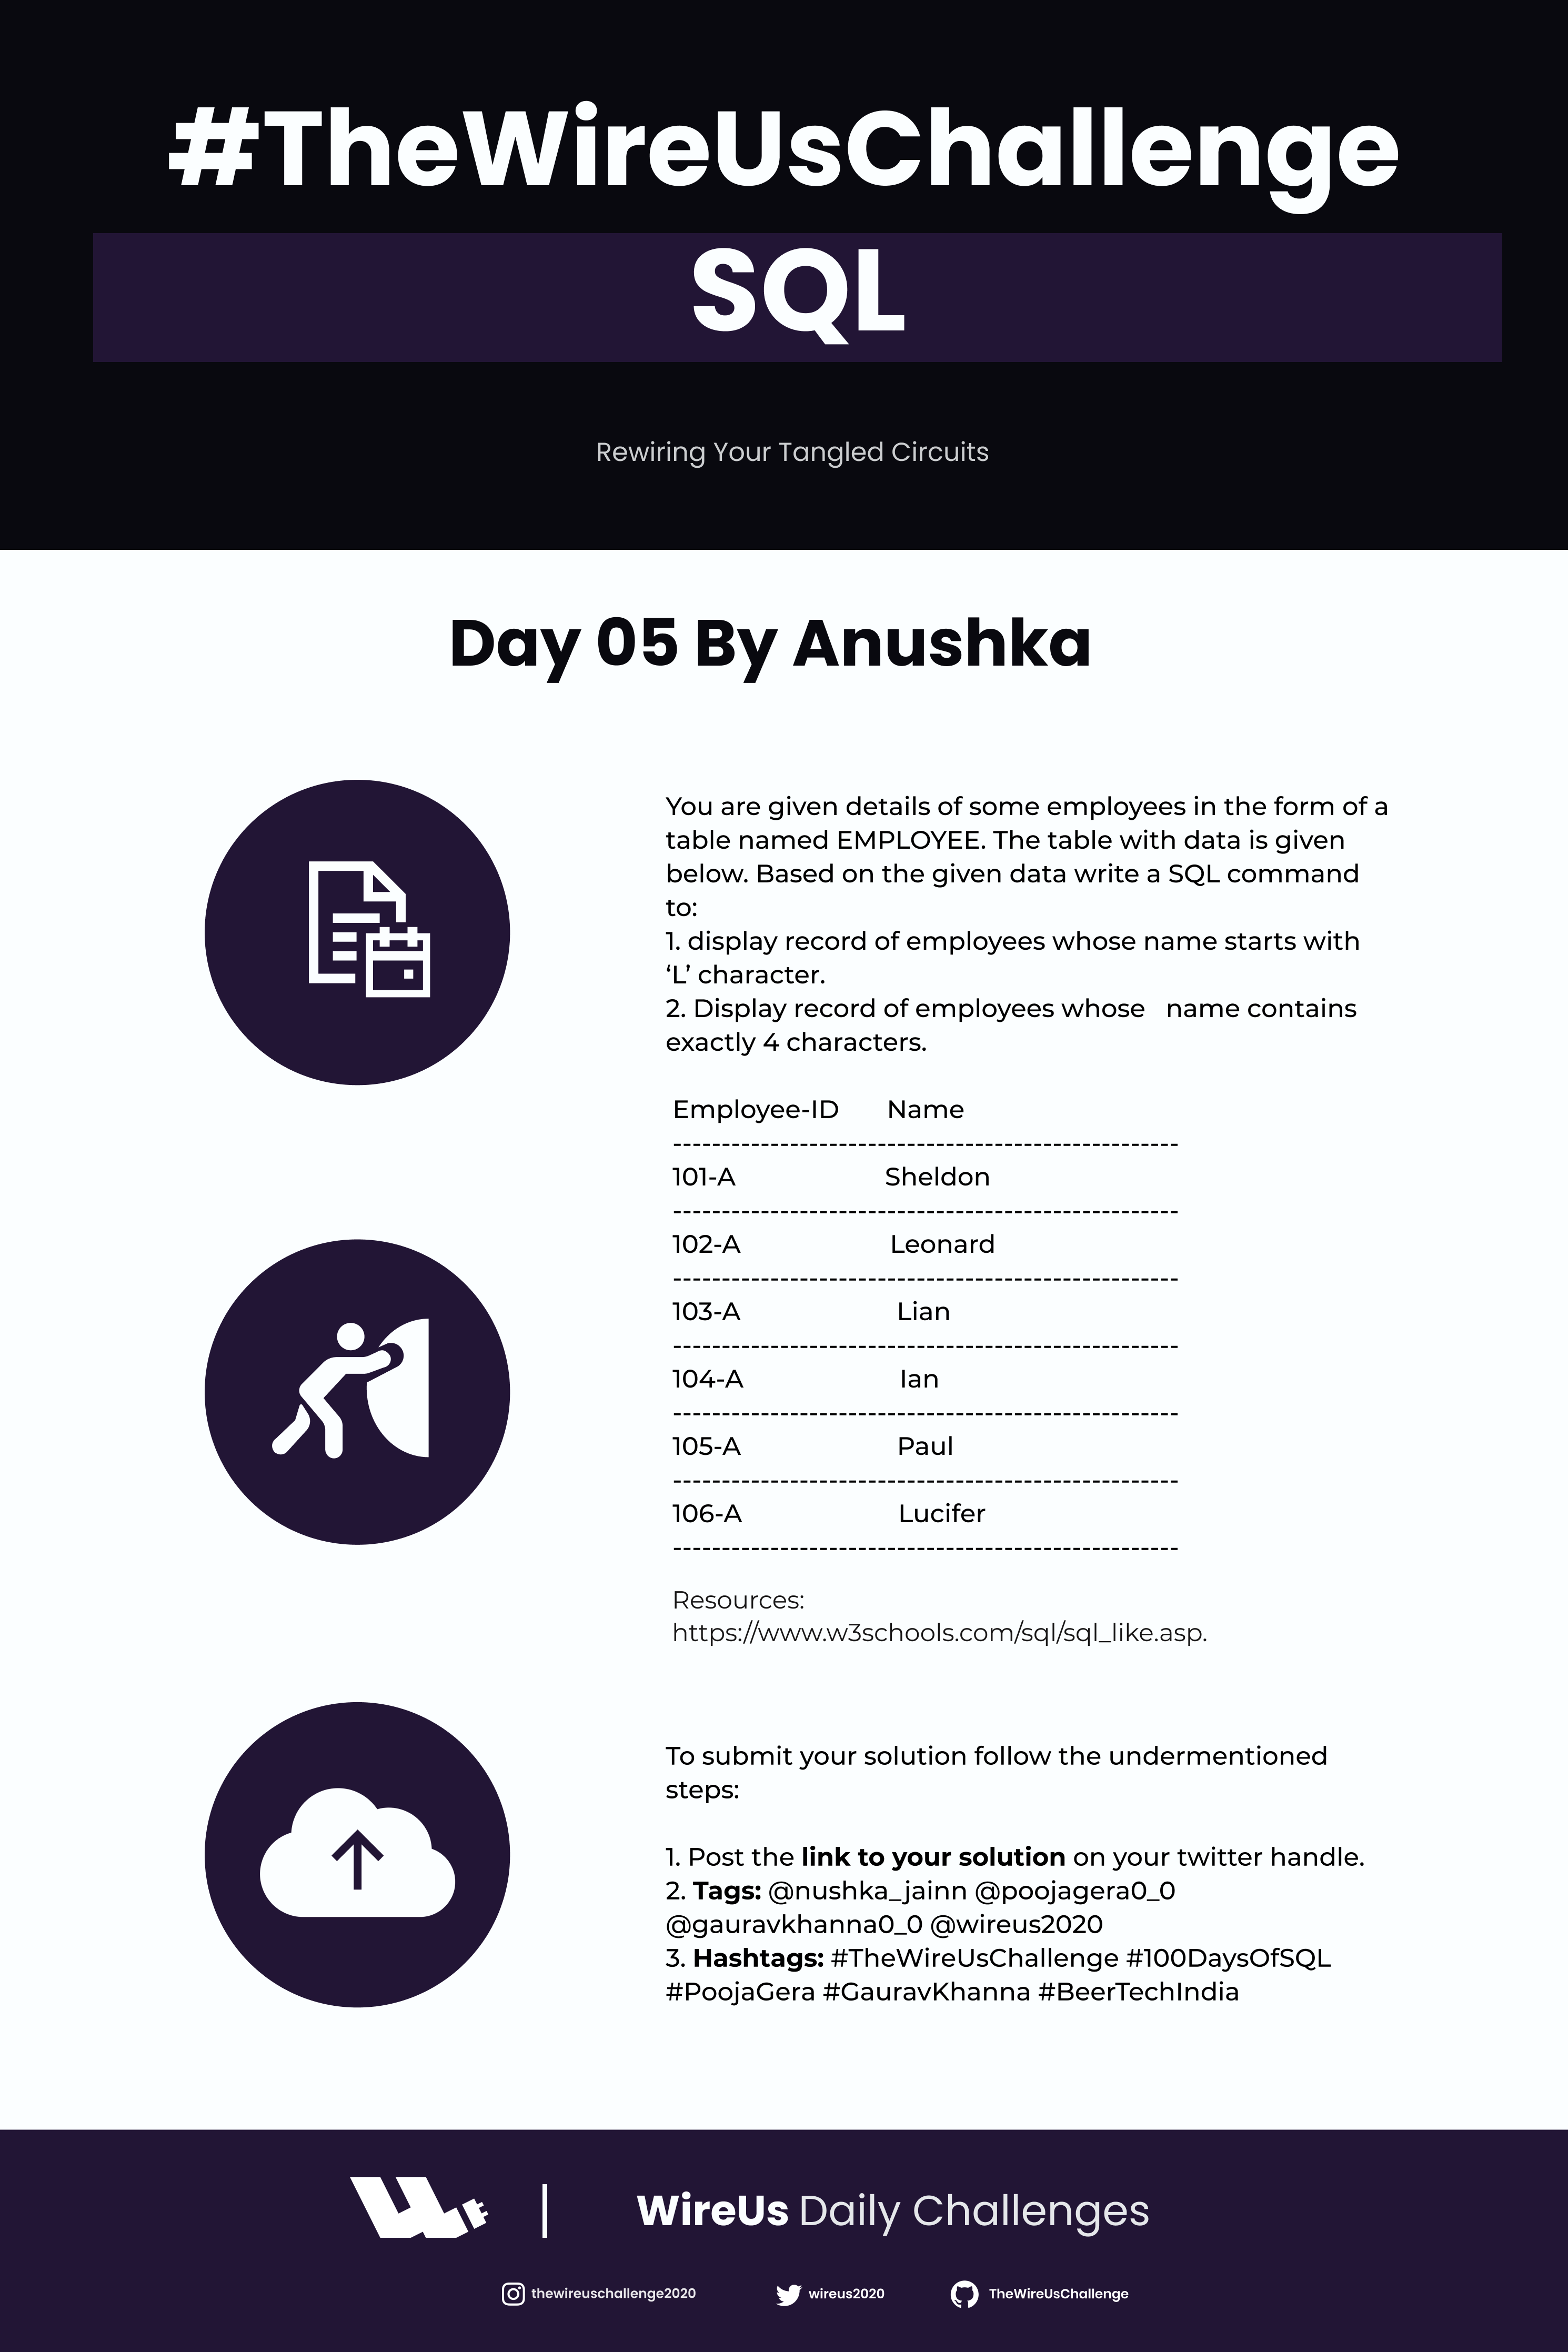 #TheWireUsChallenge
SQL
Rewiring Your Tangled Circuits
Day 05 By Anushka
You are given details of some employees in the form of a
table named EMPLOYEE. The table with data is given
below. Based on the given data write a SQL command
to:
1. display record of employees whose name starts with
‘L’ character.
2. Display record of employees whose   name contains
exactly 4 characters.
Employee-ID Name
----------------------------------------------------
101-A Sheldon
----------------------------------------------------
102-A Leonard
----------------------------------------------------
103-A Lian
----------------------------------------------------
104-A Ian
----------------------------------------------------
105-A Paul
----------------------------------------------------
106-A Lucifer
----------------------------------------------------
Resources:
https://www.w3schools.com/sql/sql_like.asp.
To submit your solution follow the undermentioned
steps:
1. Post the link to your solution on your twitter handle.
2. Tags: @nushka_jainn @poojagera0_0
@gauravkhanna0_0 @wireus2020
3. Hashtags: #TheWireUsChallenge #100DaysOfSQL
#PoojaGera #GauravKhanna #BeerTechIndia
WireUs Daily Challenges
thewireuschallenge2020 wireus2020 TheWireUsChallenge